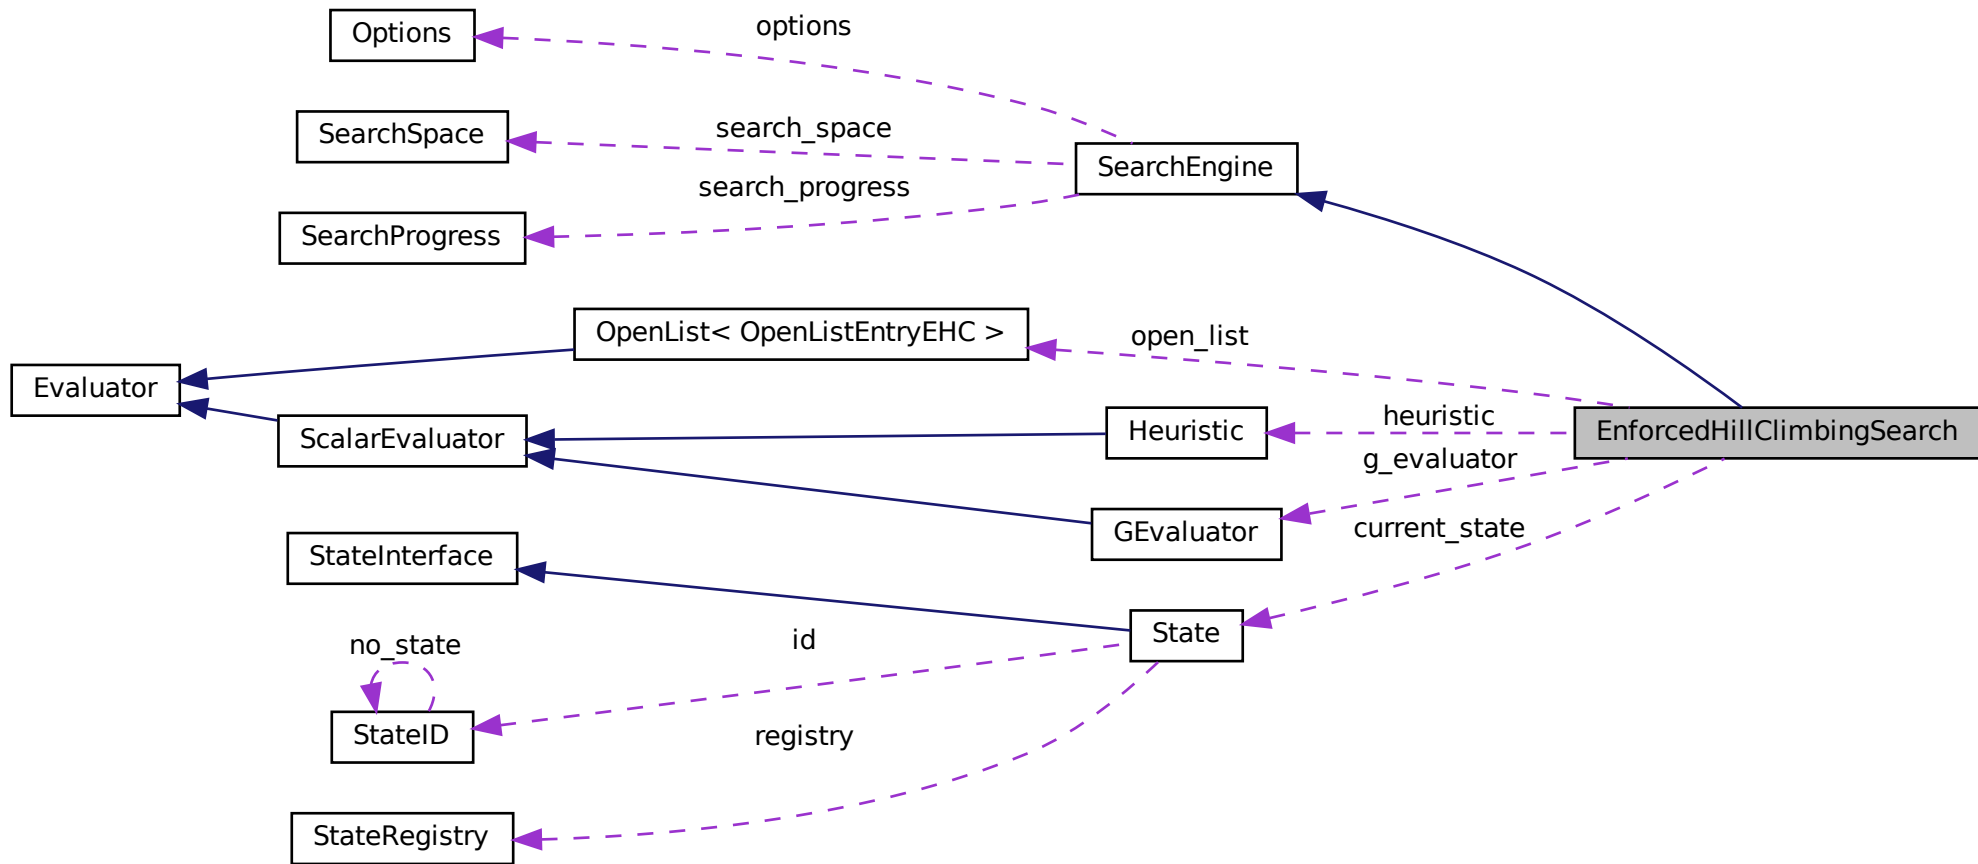 Options
options
SearchSpace
search_space
SearchEngine
search_progress
SearchProgress
OpenList< OpenListEntryEHC >
open_list
Evaluator
ScalarEvaluator
Heuristic
heuristic
EnforcedHillClimbingSearch
g_evaluator
GEvaluator
current_state
StateInterface
State
id
no_state
StateID
registry
StateRegistry